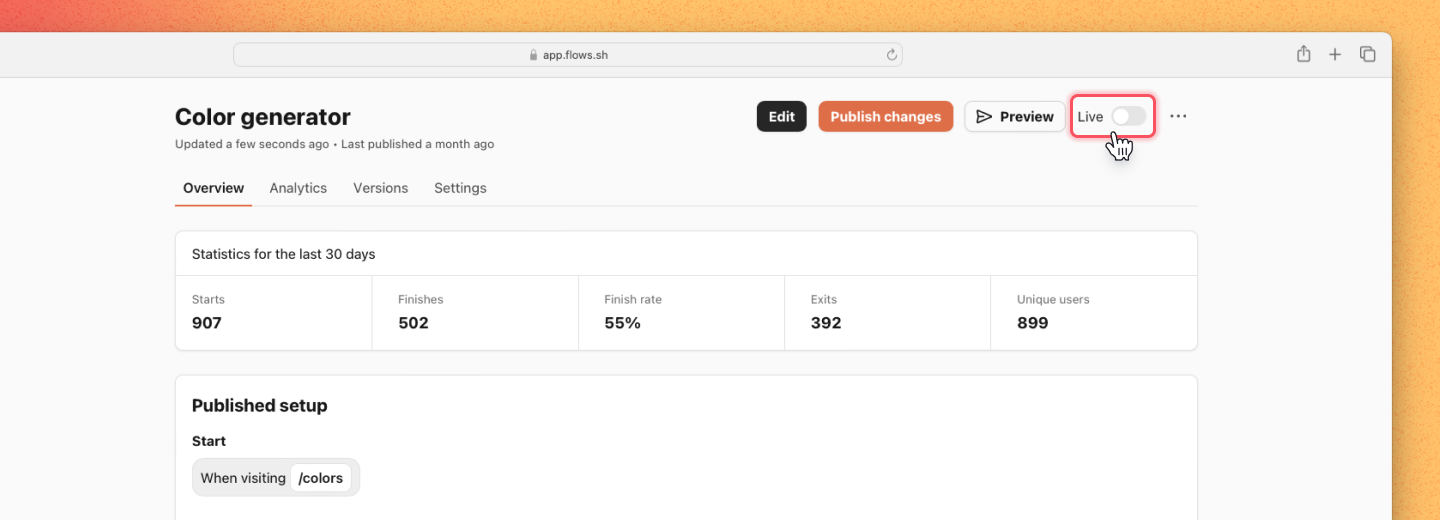 app.flows.sh
Color generator
Edit
Publish changes
Preview
Live
Updated a few seconds ago • Last published a month ago
Overview Analytics Versions Settings
Statistics for the last 30 days
Starts Finishes Finish rate Exits Unique users
907 502 55% 392 899
Published setup
Start
When visiting /colors